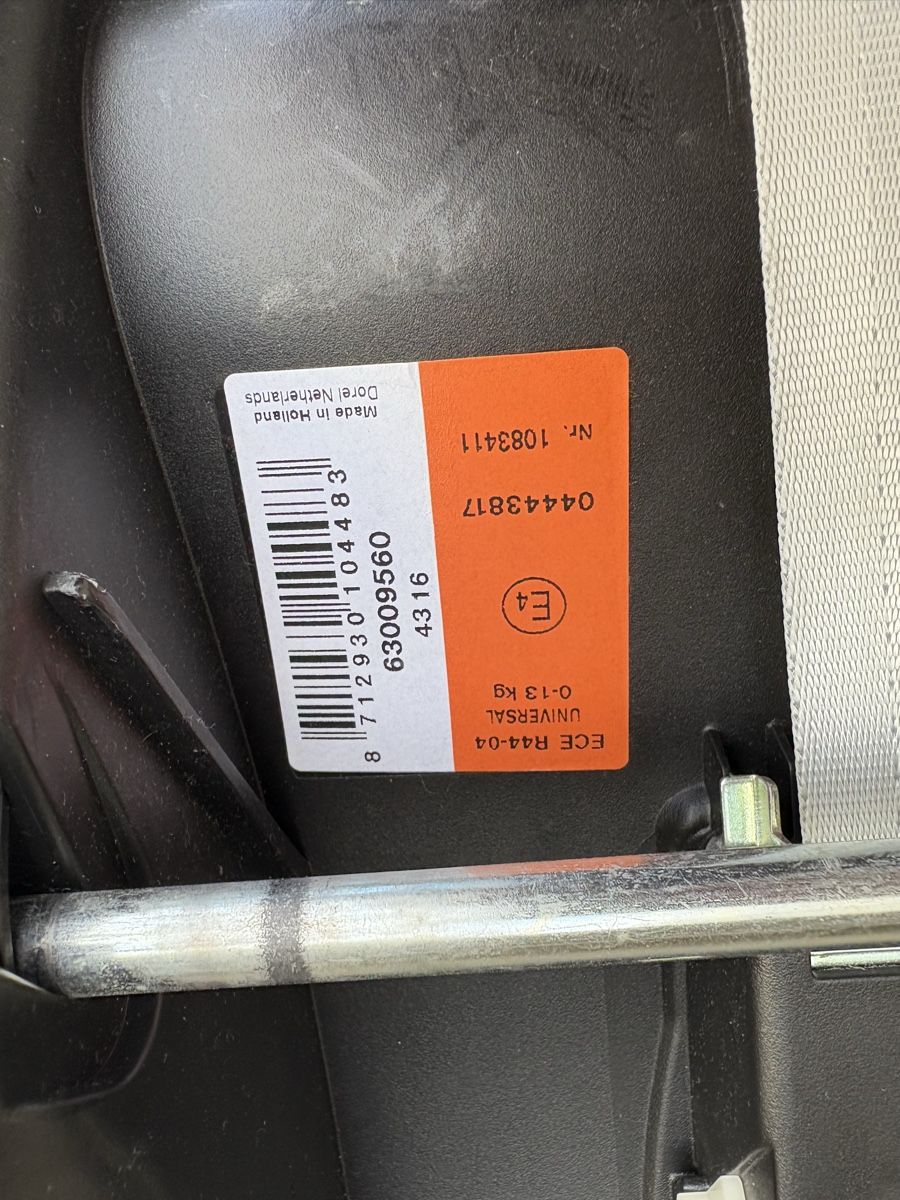 ECE R44-04
UNIVERSAL
0-13 kg
E4
04443817
Nr. 1083411
8 712930 104483
63009560
4316
Made in Holland
Dorel Netherlands